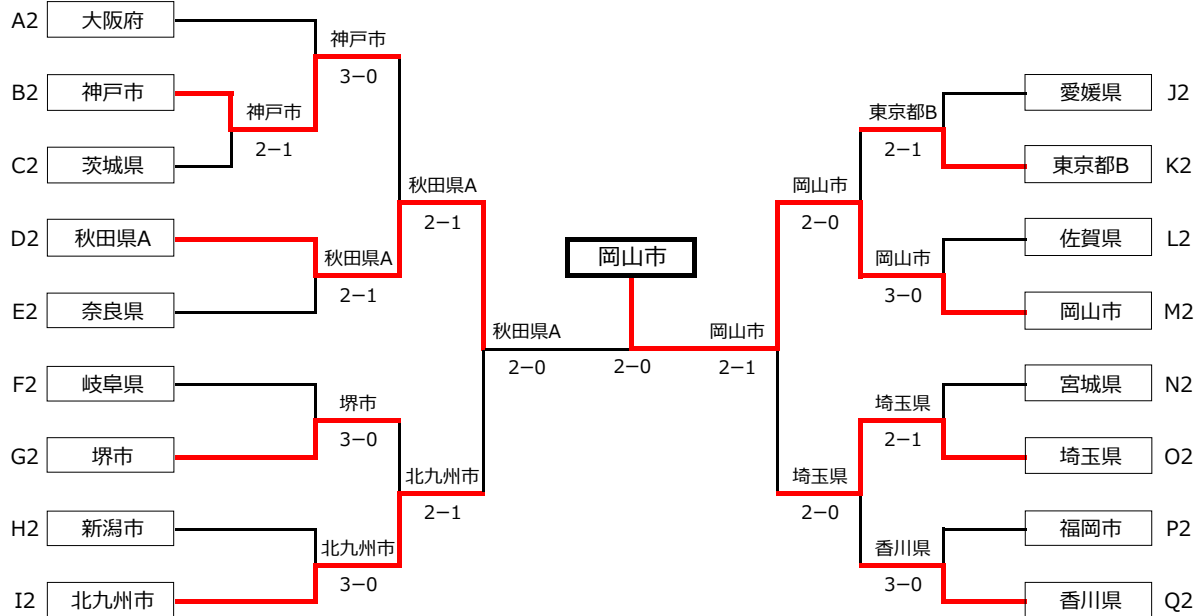 A2 大阪府
神戸市
3−0
B2 神戸市
神戸市
2−1
C2 茨城県
秋田県A
2−1
D2 秋田県A
秋田県A
2−1
E2 奈良県
秋田県A
2−0
F2 岐阜県
堺市
3−0
G2 堺市
北九州市
2−1
H2 新潟市
北九州市
3−0
I2 北九州市
岡山市
2−0
愛媛県 J2
東京都B
2−1
東京都B K2
岡山市
2−0
佐賀県 L2
岡山市
3−0
岡山市 M2
岡山市
2−1
宮城県 N2
埼玉県
2−1
埼玉県 O2
埼玉県
2−0
福岡市 P2
香川県
3−0
香川県 Q2